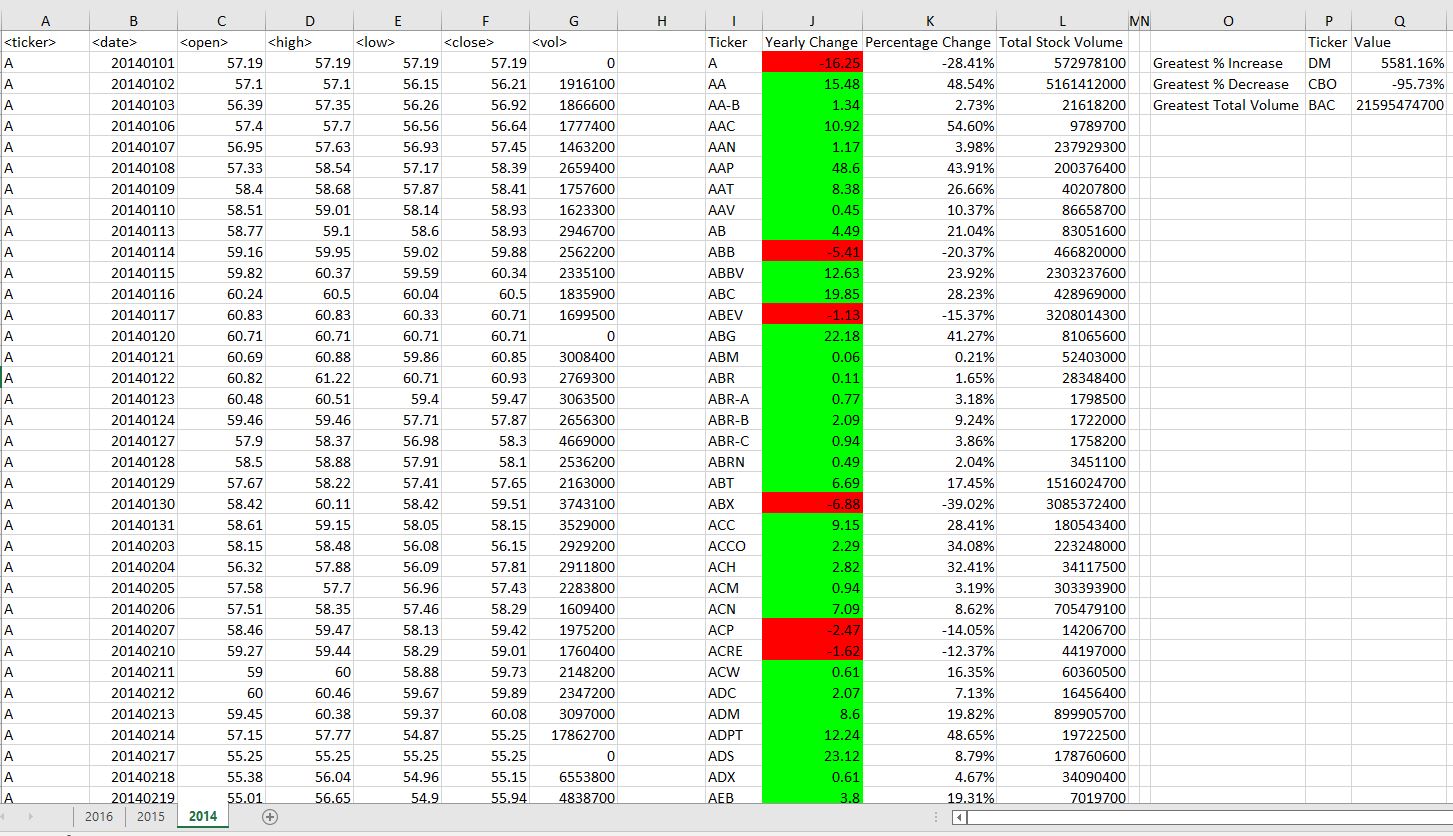 A B C D E F G H I J K L M N O P Q
<ticker> <date> <open> <high> <low> <close> <vol> Ticker Yearly Change Percentage Change Total Stock Volume Ticker Value
A 20140101 57.19 57.19 57.19 57.19 0 A -16.25 -28.41% 572978100 Greatest % Increase DM 5581.16%
A 20140102 57.1 57.1 56.15 56.21 1916100 AA 15.48 48.54% 5161412000 Greatest % Decrease CBO -95.73%
A 20140103 56.39 57.35 56.26 56.92 1866600 AA-B 1.34 2.73% 21618200 Greatest Total Volume BAC 21595474700
A 20140106 57.4 57.7 56.56 56.64 1777400 AAC 10.92 54.60% 9789700
A 20140107 56.95 57.63 56.93 57.45 1463200 AAN 1.17 3.98% 237929300
A 20140108 57.33 58.54 57.17 58.39 2659400 AAP 48.6 43.91% 200376400
A 20140109 58.4 58.68 57.87 58.41 1757600 AAT 8.38 26.66% 40207800
A 20140110 58.51 59.01 58.14 58.93 1623300 AAV 0.45 10.37% 86658700
A 20140113 58.77 59.1 58.6 58.93 2946700 AB 4.49 21.04% 83051600
A 20140114 59.16 59.95 59.02 59.88 2562200 ABB -5.41 -20.37% 466820000
A 20140115 59.82 60.37 59.59 60.34 2335100 ABBV 12.63 23.92% 2303237600
A 20140116 60.24 60.5 60.04 60.5 1835900 ABC 19.85 28.23% 428969000
A 20140117 60.83 60.83 60.33 60.71 1699500 ABEV -1.13 -15.37% 3208014300
A 20140120 60.71 60.71 60.71 60.71 0 ABG 22.18 41.27% 81065600
A 20140121 60.69 60.88 59.86 60.85 3008400 ABM 0.06 0.21% 52403000
A 20140122 60.82 61.22 60.71 60.93 2769300 ABR 0.11 1.65% 28348400
A 20140123 60.48 60.51 59.4 59.47 3063500 ABR-A 0.77 3.18% 1798500
A 20140124 59.46 59.46 57.71 57.87 2656300 ABR-B 2.09 9.24% 1722000
A 20140127 57.9 58.37 56.98 58.3 4669000 ABR-C 0.94 3.86% 1758200
A 20140128 58.5 58.88 57.91 58.1 2536200 ABRN 0.49 2.04% 3451100
A 20140129 57.67 58.22 57.41 57.65 2163000 ABT 6.69 17.45% 1516024700
A 20140130 58.42 60.11 58.42 59.51 3743100 ABX -6.88 -39.02% 3085372400
A 20140131 58.61 59.15 58.05 58.15 3529000 ACC 9.15 28.41% 180543400
A 20140203 58.15 58.48 56.08 56.15 2929200 ACCO 2.29 34.08% 223248000
A 20140204 56.32 57.88 56.09 57.81 2911800 ACH 2.82 32.41% 34117500
A 20140205 57.58 57.7 56.96 57.43 2283800 ACM 0.94 3.19% 303393900
A 20140206 57.51 58.35 57.46 58.29 1609400 ACN 7.09 8.62% 705479100
A 20140207 58.46 59.47 58.13 59.42 1975200 ACP -2.47 -14.05% 14206700
A 20140210 59.27 59.44 58.29 59.01 1760400 ACRE -1.62 -12.37% 44197000
A 20140211 59 60 58.88 59.73 2148200 ACW 0.61 16.35% 60360500
A 20140212 60 60.46 59.67 59.89 2347200 ADC 2.07 7.13% 16456400
A 20140213 59.45 60.38 59.37 60.08 3097000 ADM 8.6 19.82% 899905700
A 20140214 57.15 57.77 54.87 55.25 17862700 ADPT 12.24 48.65% 19722500
A 20140217 55.25 55.25 55.25 55.25 0 ADS 23.12 8.79% 178760600
A 20140218 55.38 56.04 54.96 55.15 6553800 ADX 0.61 4.67% 34090400
A 20140219 55.01 56.65 54.9 55.94 4838700 AEB 3.8 19.31% 7019700
2016 2015 2014